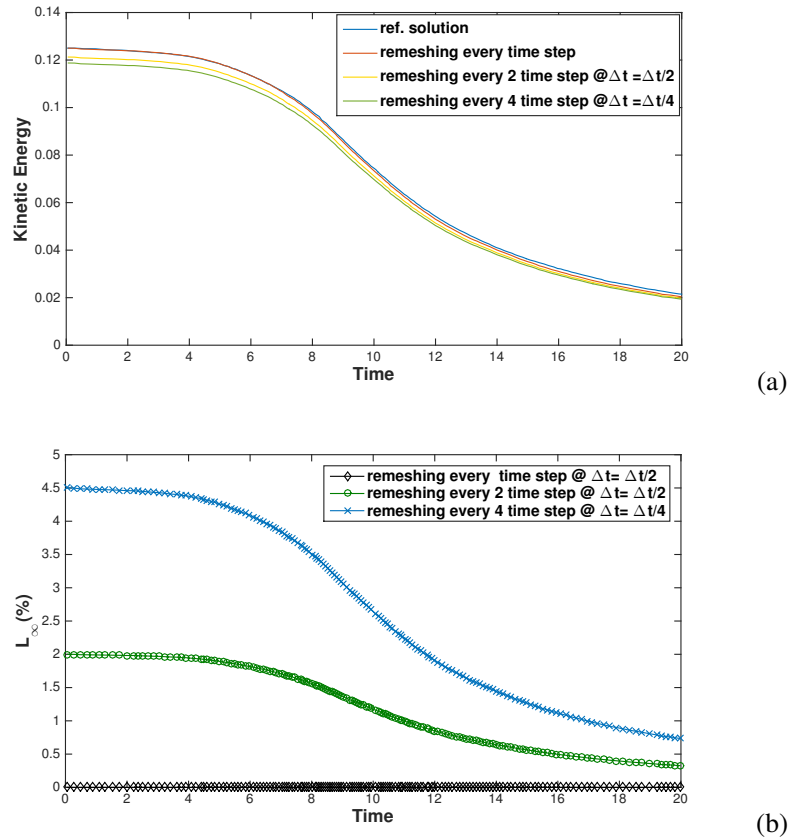 0.14
0.12
0.1
0.08
0.06
0.04
0.02
0
Kinetic Energy
ref. solution
remeshing every time step
remeshing every 2 time step @Δt =Δt/2
remeshing every 4 time step @Δt =Δt/4
0 2 4 6 8 10 12 14 16 18 20
Time
(a)
5
4.5
4
3.5
3
2.5
2
1.5
1
0.5
0
L∞(%)
remeshing every time step @ Δt= Δt/2
remeshing every 2 time step @ Δt= Δt/2
remeshing every 4 time step @ Δt= Δt/4
0 2 4 6 8 10 12 14 16 18 20
Time
(b)